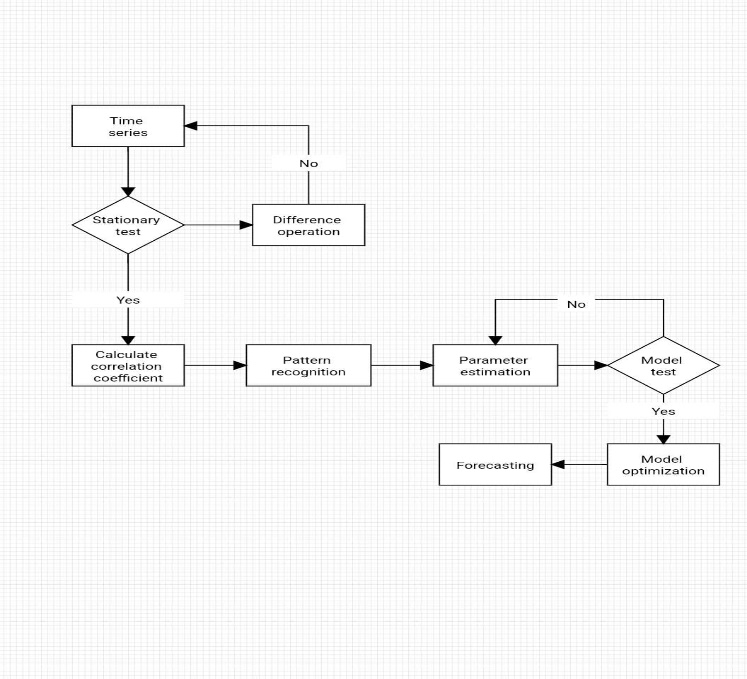 Time
series
No
Stationary
test
Difference
operation
Yes
No
Calculate
correlation
coefficient
Pattern
recognition
Parameter
estimation
Model
test
Yes
Forecasting
Model
optimization